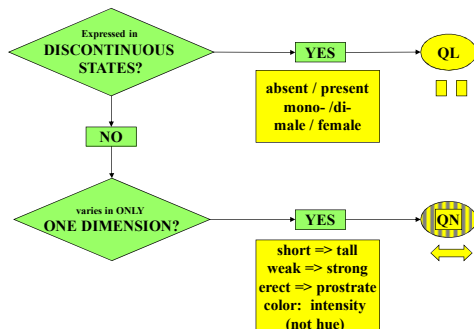 Expressed in
DISCONTINUOUS
STATES?
YES
QL
absent / present
mono- /di-
male / female
NO
varies in ONLY
ONE DIMENSION?
YES
QN
short => tall
weak => strong
erect => prostrate
color: intensity
(not hue)